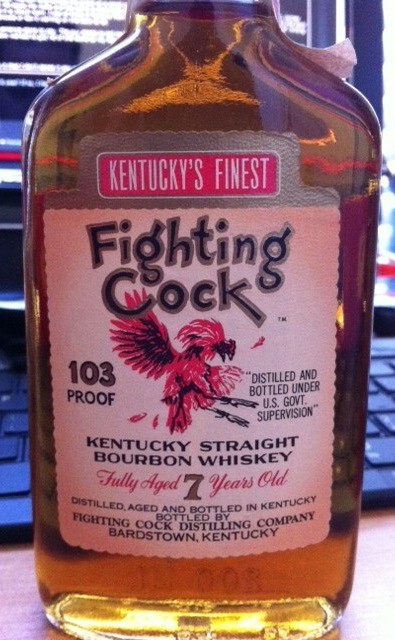 KENTUCKY'S FINEST
Fighting
Cock
™
103
PROOF
"DISTILLED AND
BOTTLED UNDER
U.S. GOVT.
SUPERVISION"
KENTUCKY STRAIGHT
BOURBON WHISKEY
Fully Aged 7 Years Old
DISTILLED, AGED AND BOTTLED IN KENTUCKY
BOTTLED BY
FIGHTING COCK DISTILLING COMPANY
BARDSTOWN, KENTUCKY